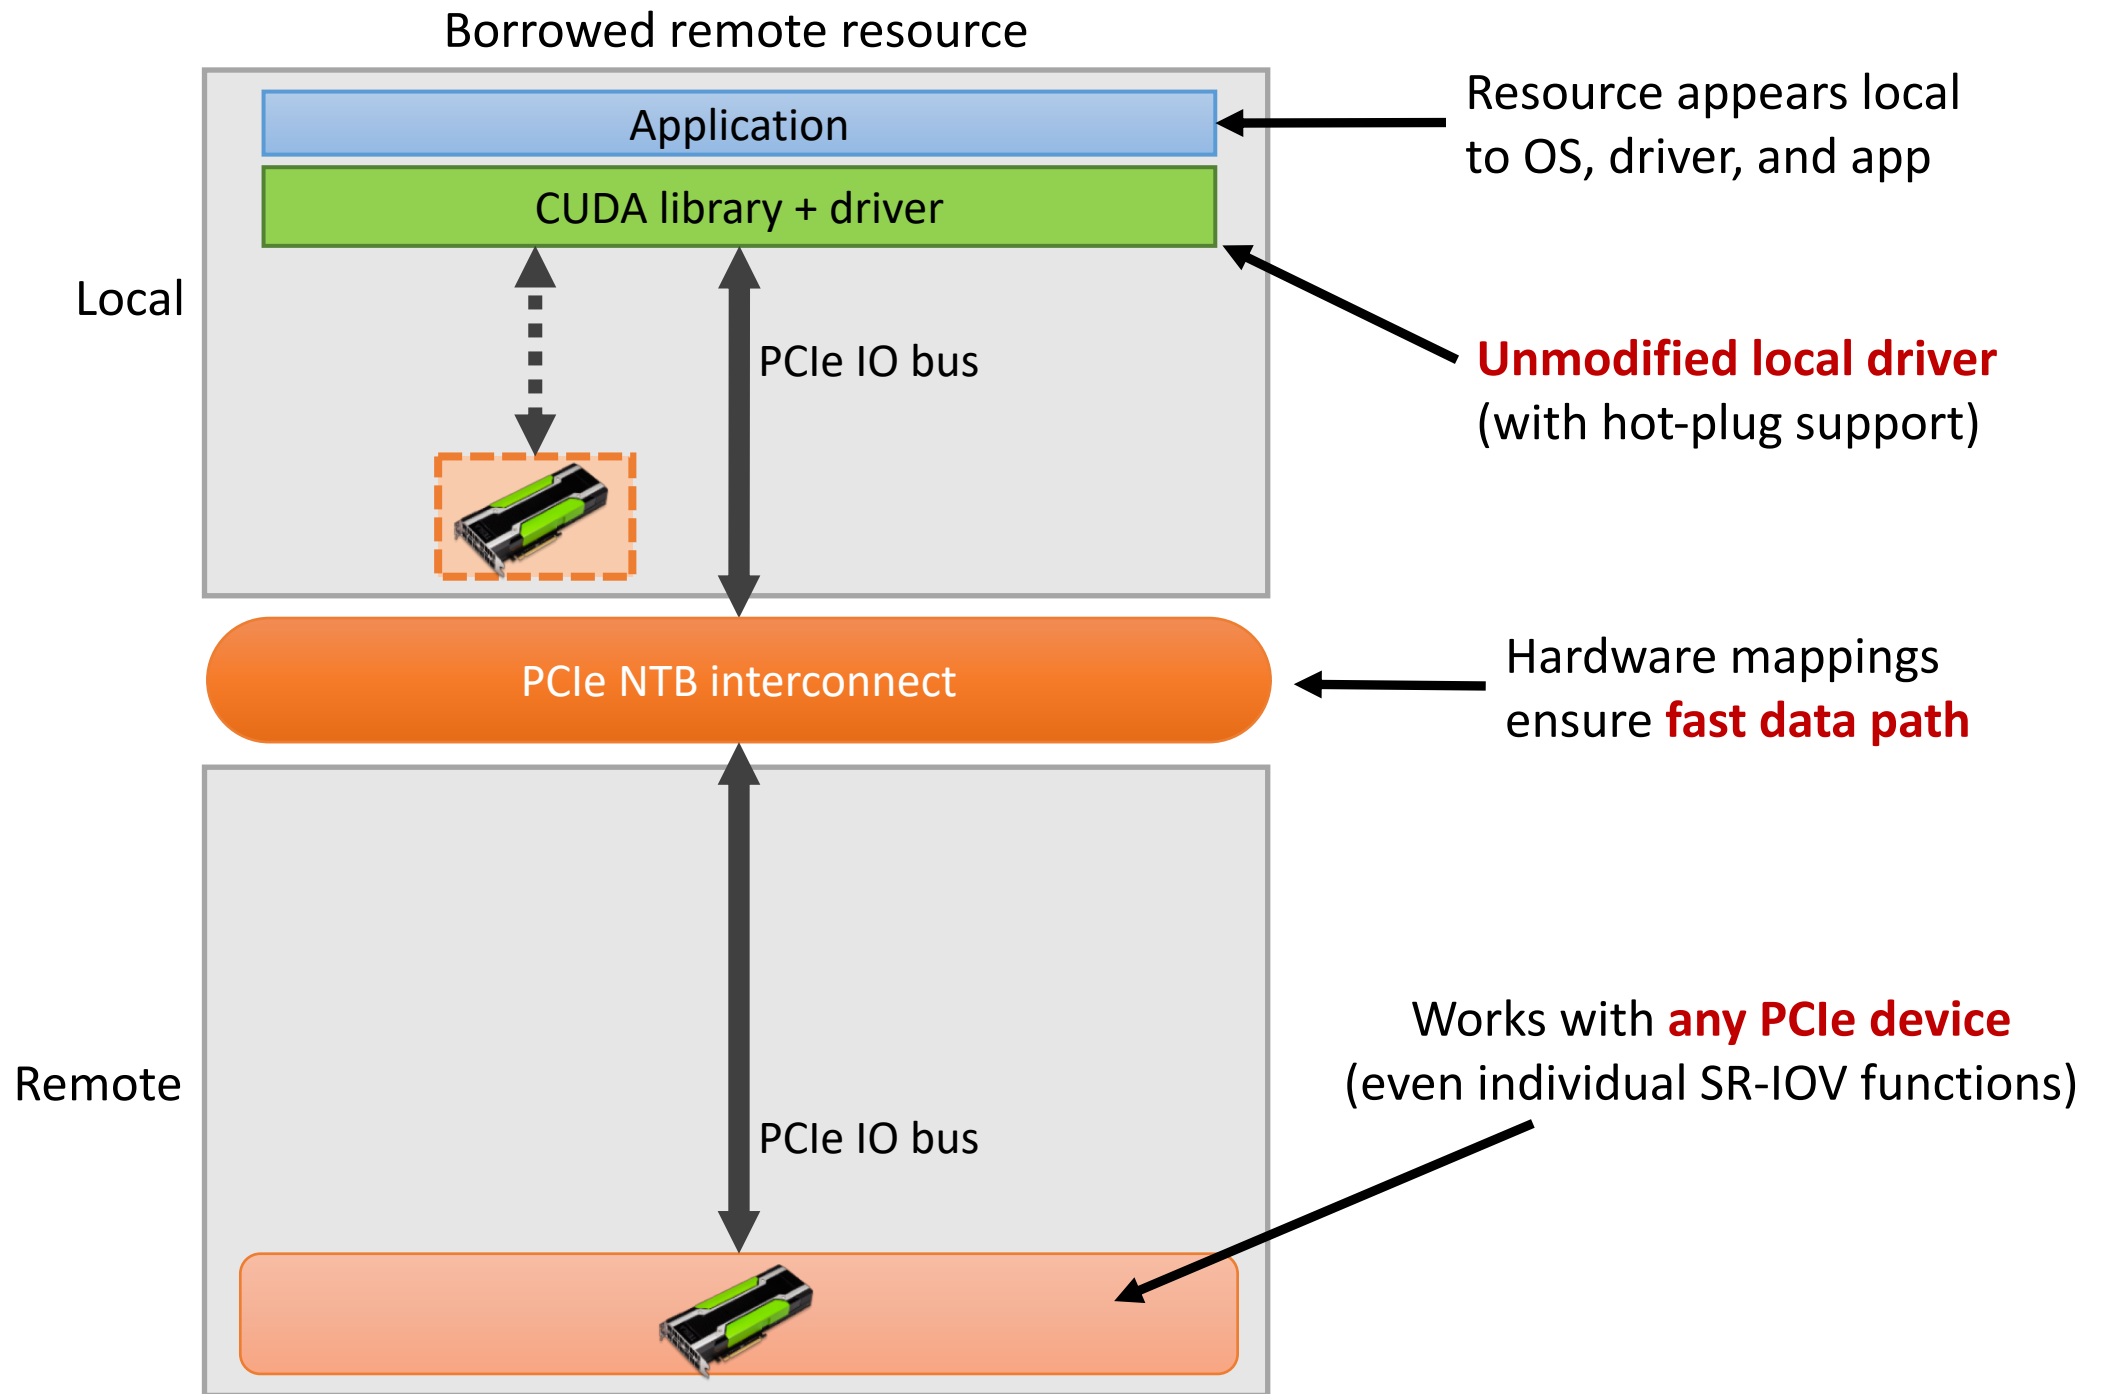 Borrowed remote resource
Application
Resource appears local
to OS, driver, and app
CUDA library + driver
Local
PCIe IO bus
Unmodified local driver
(with hot-plug support)
PCIe NTB interconnect
Hardware mappings
ensure fast data path
Works with any PCIe device
(even individual SR-IOV functions)
Remote
PCIe IO bus